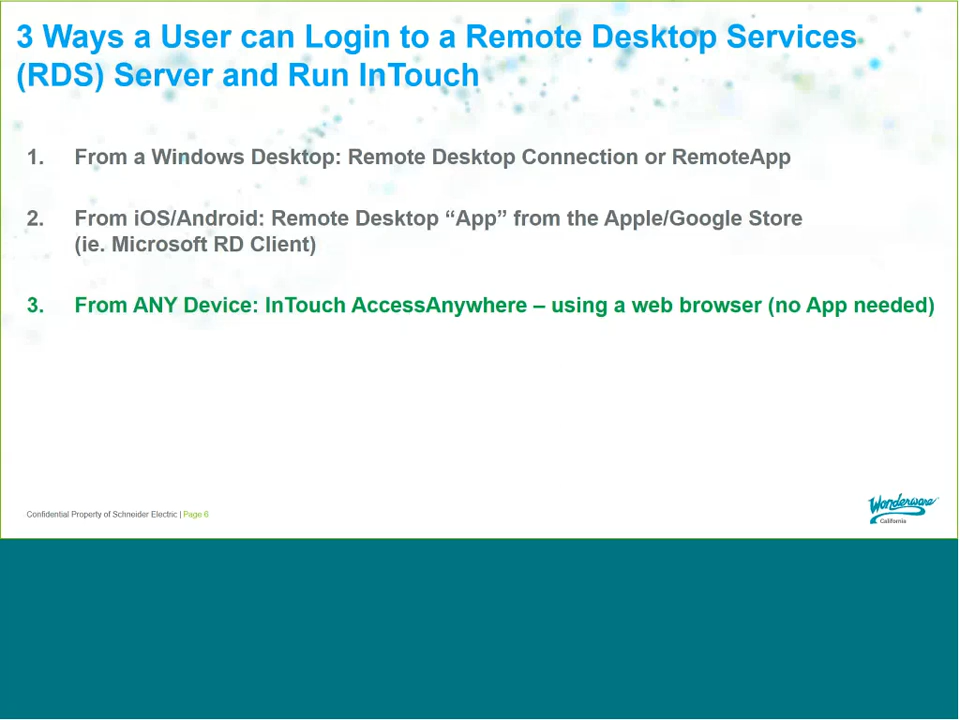 3 Ways a User can Login to a Remote Desktop Services
(RDS) Server and Run InTouch
1. From a Windows Desktop: Remote Desktop Connection or RemoteApp
2. From iOS/Android: Remote Desktop “App” from the Apple/Google Store
(ie. Microsoft RD Client)
3. From ANY Device: InTouch AccessAnywhere – using a web browser (no App needed)
Confidential Property of Schneider Electric | Page 6
Wonderware
California